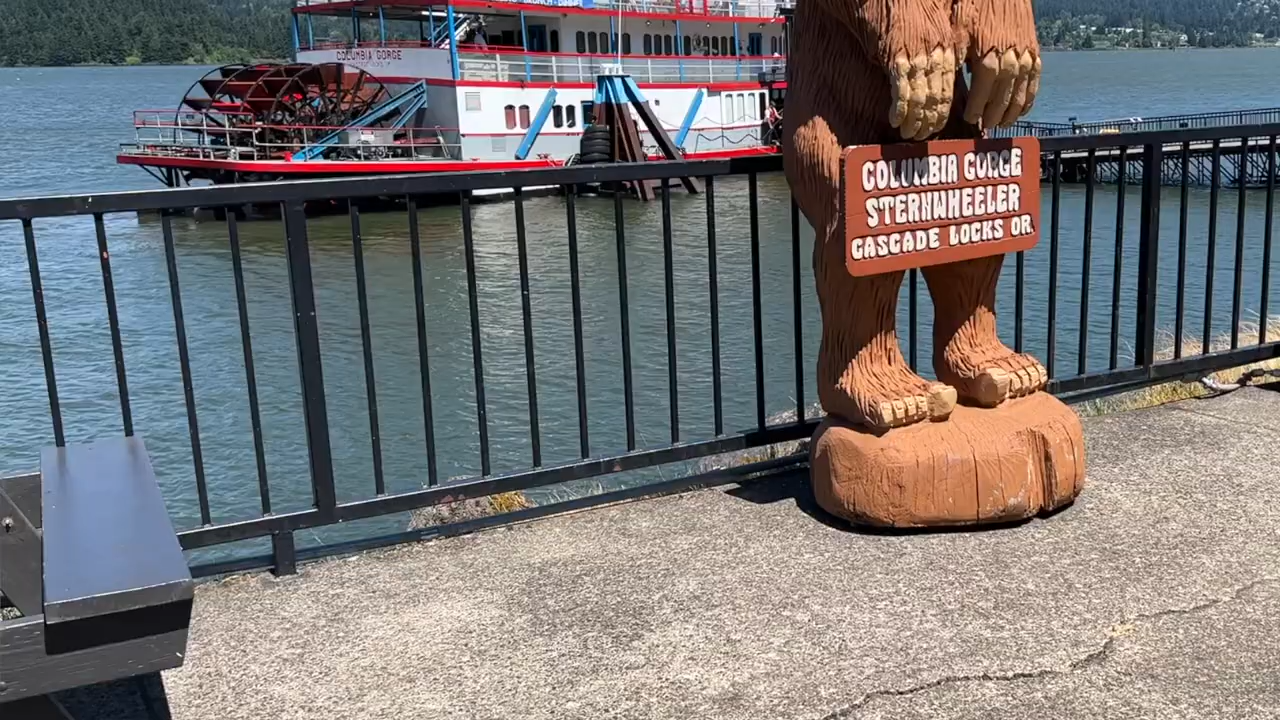 COLUMBIA GORGE
COLUMBIA GORGE
STERNWHEELER
CASCADE LOCKS OR.